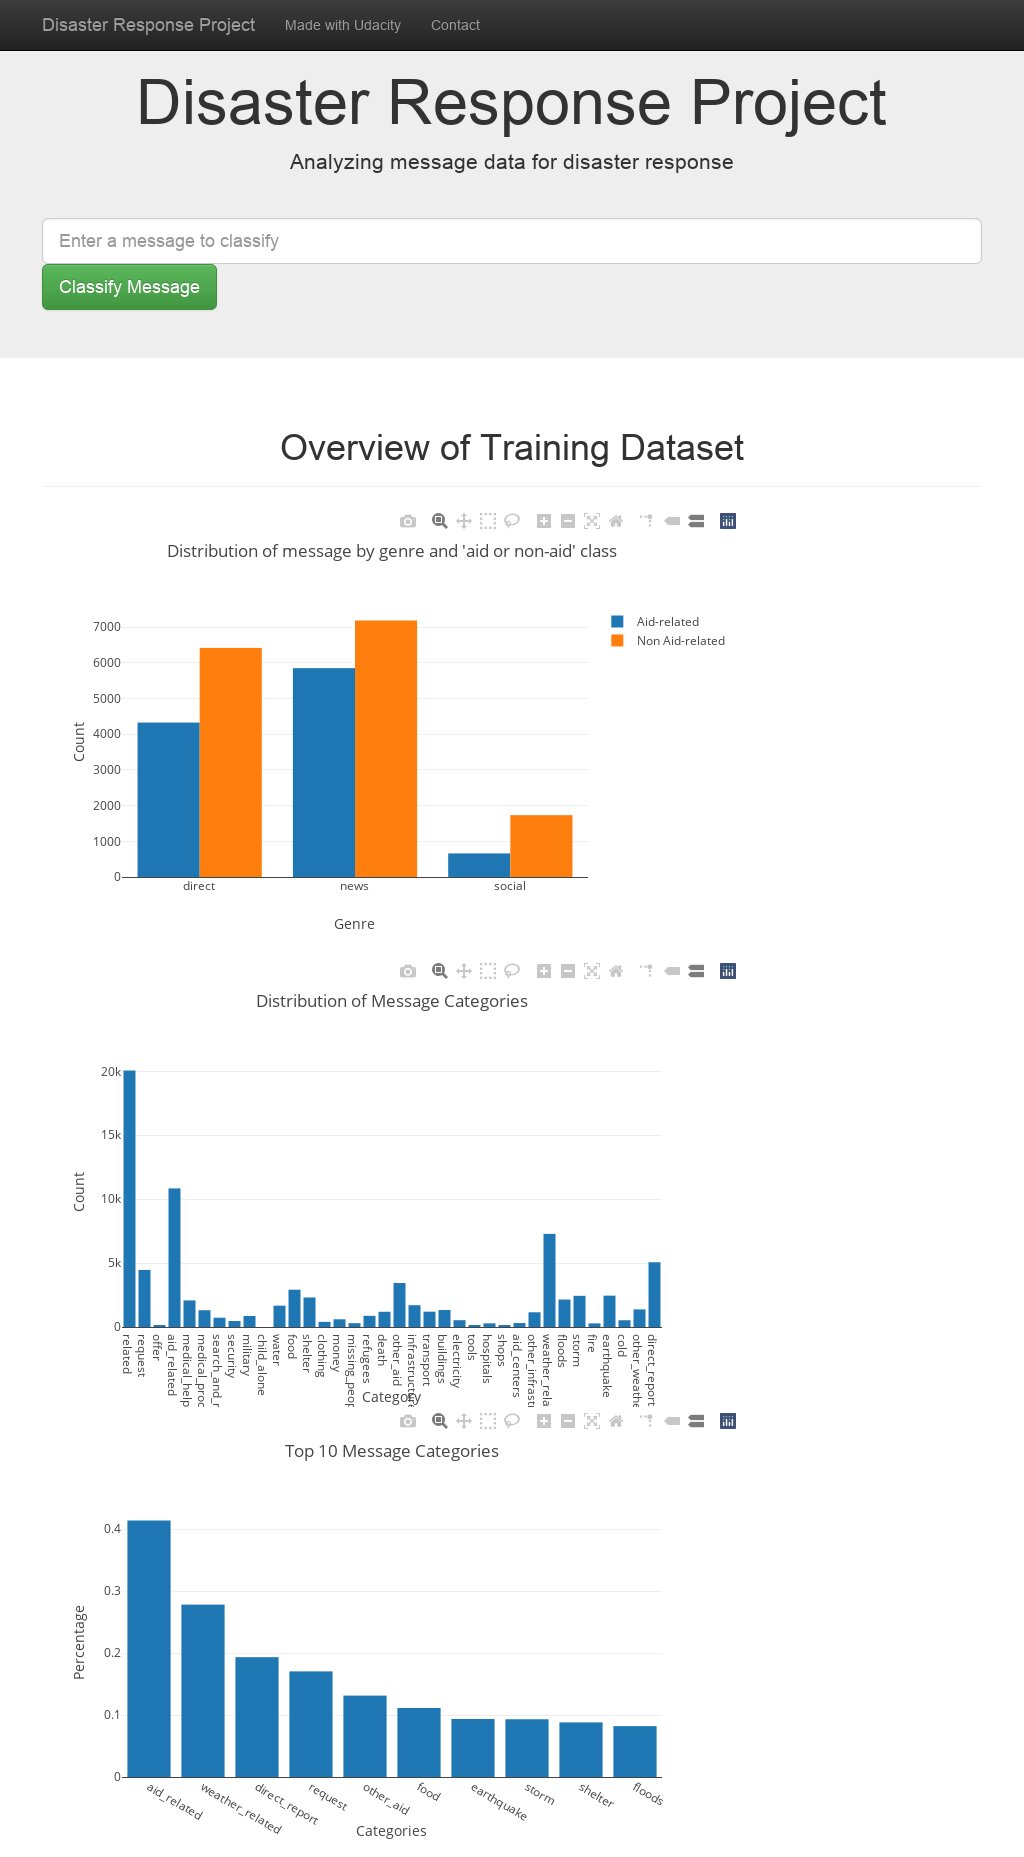 Disaster Response Project Made with Udacity Contact
Disaster Response Project
Analyzing message data for disaster response
Enter a message to classify
Classify Message
Overview of Training Dataset
Distribution of message by genre and 'aid or non-aid' class
Aid-related
Non Aid-related
7000
6000
5000
4000
3000
2000
1000
0
Count
direct news social
Genre
Distribution of Message Categories
20k
15k
10k
5k
0
Count
related
request
offer
aid_related
medical_help
medical_proc
search_and_r
security
military
child_alone
water
food
shelter
clothing
money
missing_peop
refugees
death
other_aid
infrastructure
transport
buildings
electricity
tools
hospitals
shops
aid_centers
other_infrastr
weather_rela
floods
storm
fire
earthquake
cold
other_weathe
direct_report
Category
Top 10 Message Categories
0.4
0.3
0.2
0.1
0
Percentage
aid_related
weather_related
direct_report
request
other_aid
food
earthquake
storm
shelter
floods
Categories